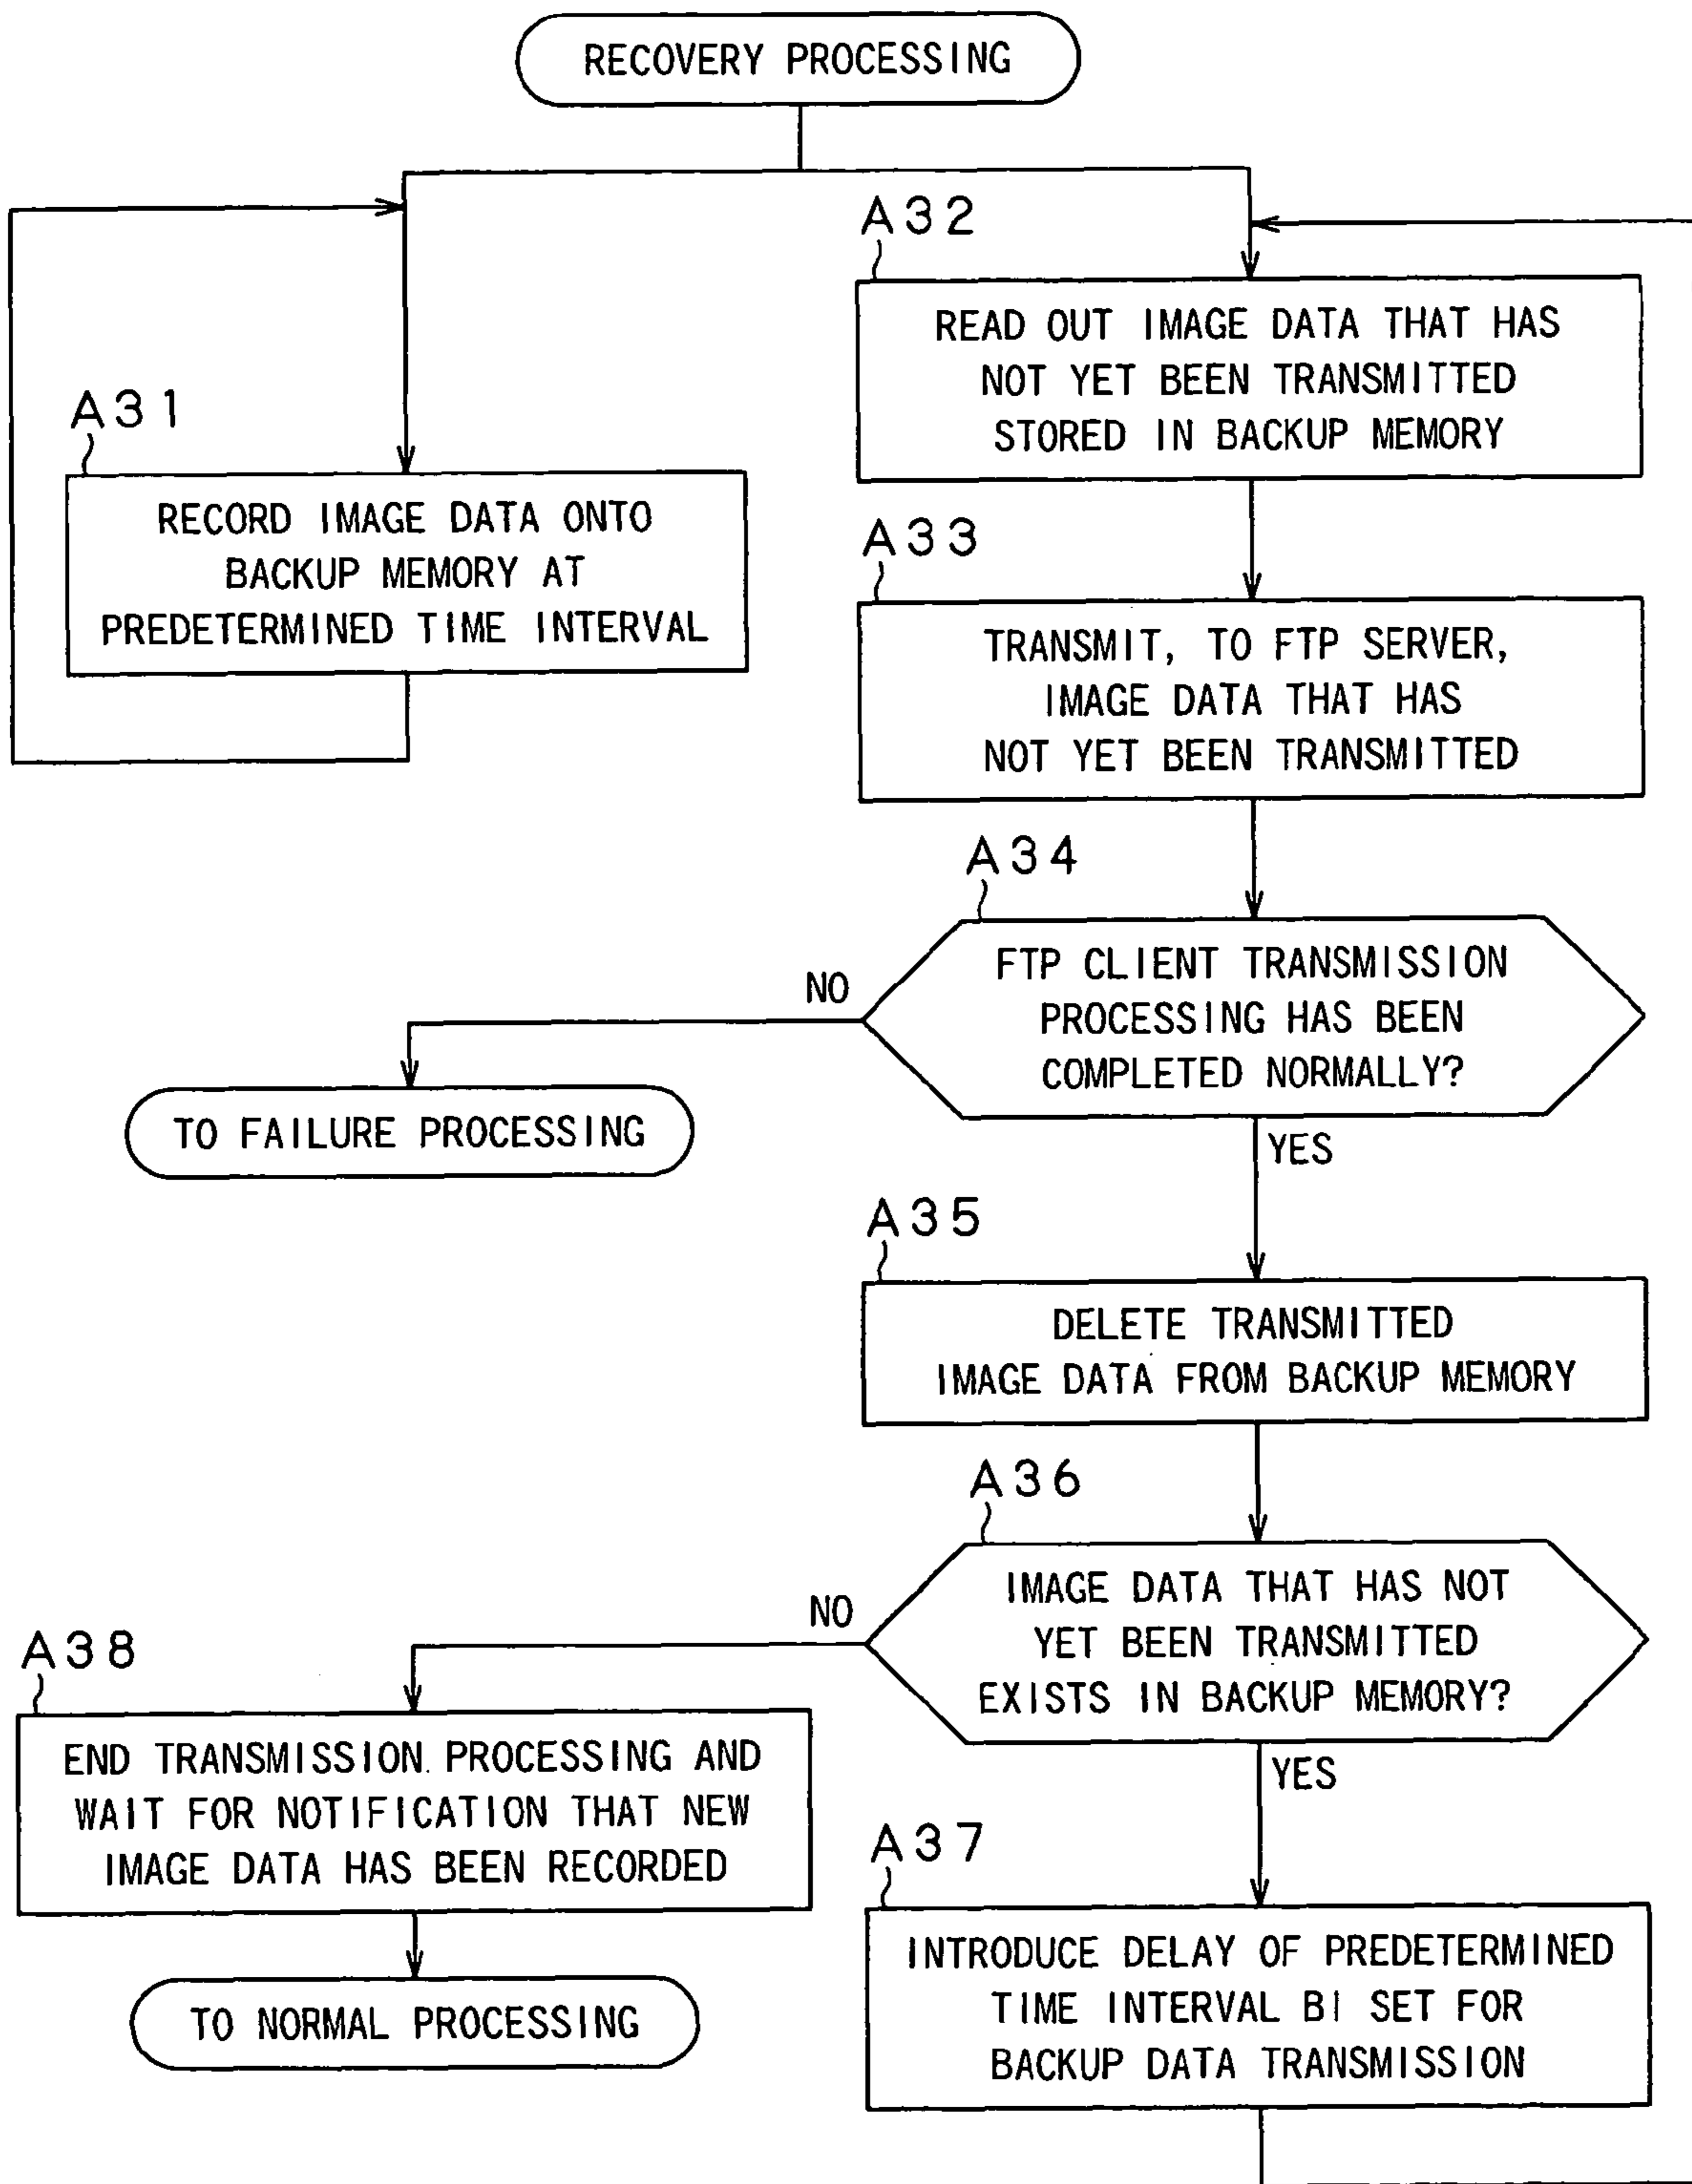 RECOVERY PROCESSING
A31
RECORD IMAGE DATA ONTO
BACKUP MEMORY AT
PREDETERMINED TIME INTERVAL
A32
READ OUT IMAGE DATA THAT HAS
NOT YET BEEN TRANSMITTED
STORED IN BACKUP MEMORY
A33
TRANSMIT, TO FTP SERVER,
IMAGE DATA THAT HAS
NOT YET BEEN TRANSMITTED
A34
FTP CLIENT TRANSMISSION
PROCESSING HAS BEEN
COMPLETED NORMALLY?
NO
TO FAILURE PROCESSING
YES
A35
DELETE TRANSMITTED
IMAGE DATA FROM BACKUP MEMORY
A36
IMAGE DATA THAT HAS NOT
YET BEEN TRANSMITTED
EXISTS IN BACKUP MEMORY?
NO
A38
END TRANSMISSION PROCESSING AND
WAIT FOR NOTIFICATION THAT NEW
IMAGE DATA HAS BEEN RECORDED
TO NORMAL PROCESSING
YES
A37
INTRODUCE DELAY OF PREDETERMINED
TIME INTERVAL BI SET FOR
BACKUP DATA TRANSMISSION